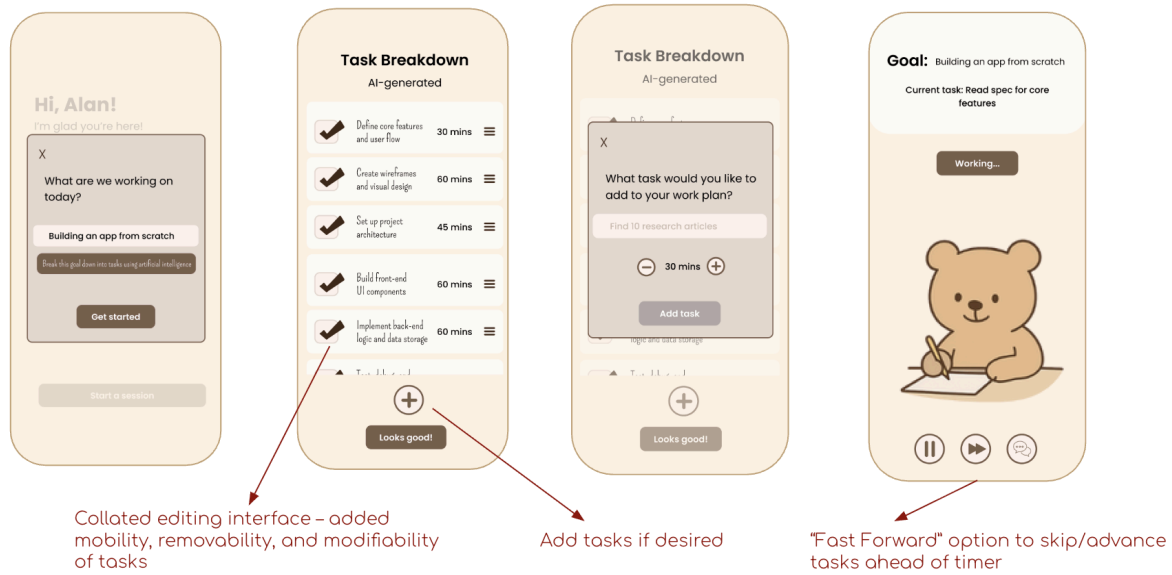 Hi, Alan!
I'm glad you're here!
X
What are we working on
today?
Building an app from scratch
Break this goal down into tasks using artificial intelligence
Get started
Start a session
Task Breakdown
AI-generated
Define core features
and user flow
30 mins
Create wireframes
and visual design
60 mins
Set up project
architecture
45 mins
Build front-end
UI components
60 mins
Implement back-end
logic and data storage
60 mins
Looks good!
Task Breakdown
AI-generated
X
What task would you like to
add to your work plan?
Find 10 research articles
30 mins
Add task
logic and data storage
Looks good!
Goal: Building an app from scratch
Current task: Read spec for core
features
Working...
Collated editing interface – added
mobility, removability, and modifiability
of tasks
Add tasks if desired
"Fast Forward" option to skip/advance
tasks ahead of timer